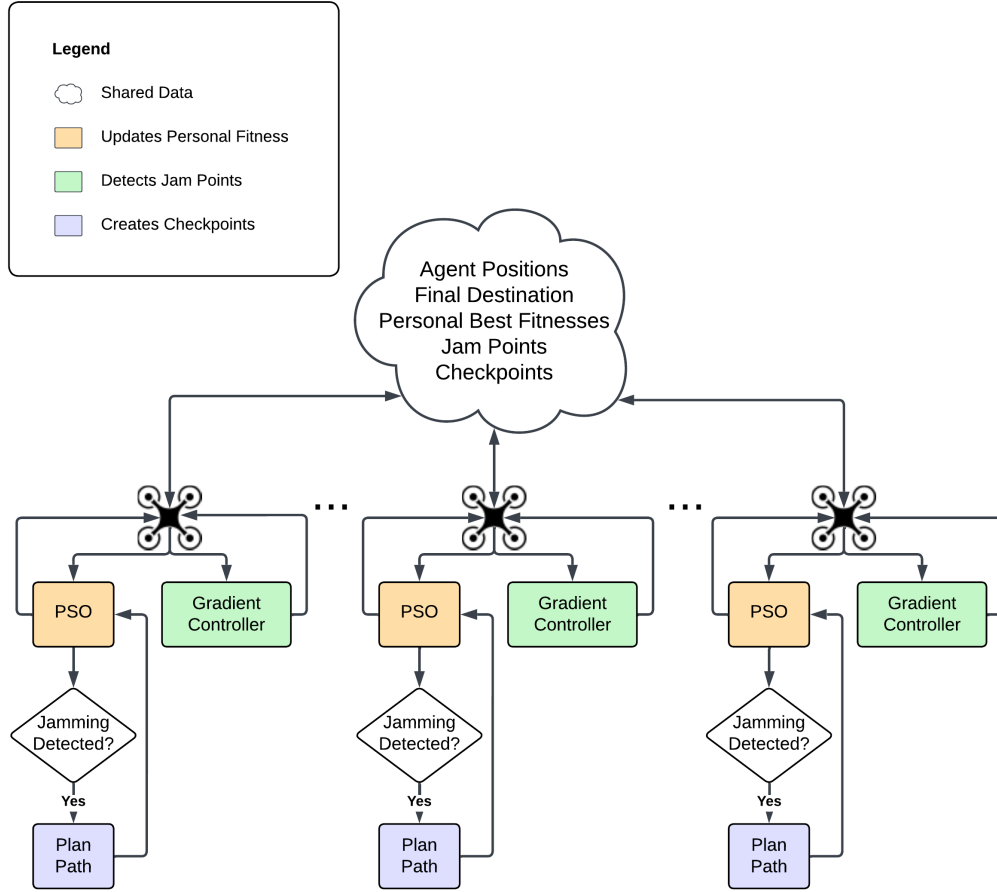 Legend
Shared Data
Updates Personal Fitness
Detects Jam Points
Creates Checkpoints
Agent Positions
Final Destination
Personal Best Fitnesses
Jam Points
Checkpoints
...
...
PSO
Gradient
Controller
Jamming
Detected?
Yes
Plan
Path
PSO
Gradient
Controller
Jamming
Detected?
Yes
Plan
Path
PSO
Gradient
Controller
Jamming
Detected?
Yes
Plan
Path